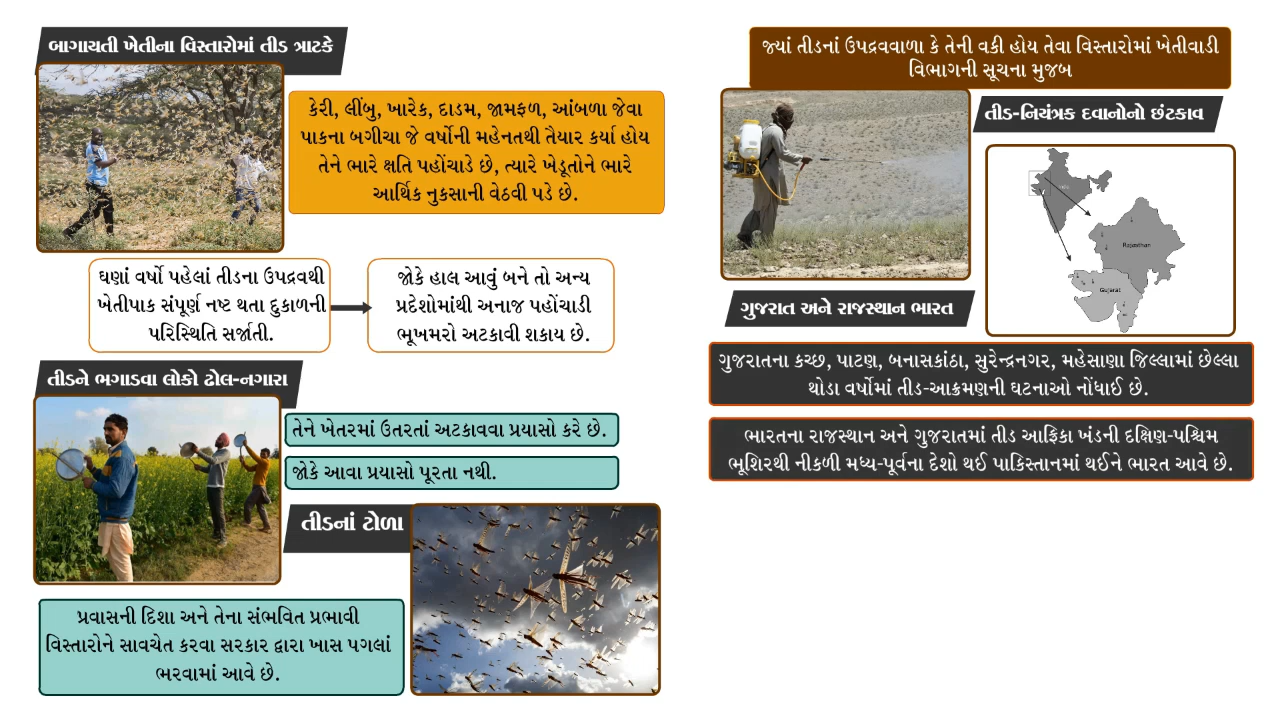 બાગાયતી ખેતીના વિસ્તારોમાં તીડ ત્રાટકે
કેરી, લીંબુ, ખારેક, દાડમ, જામફળ, આંબળા જેવા
પાકના બગીચા જે વર્ષોની મહેનતથી તૈયાર કર્યા હોય
તેને ભારે ક્ષતિ પહોંચાડે છે, ત્યારે ખેડૂતોને ભારે
આર્થિક નુકસાની વેઠવી પડે છે.
ઘણાં વર્ષો પહેલાં તીડના ઉપદ્રવથી
ખેતીપાક સંપૂર્ણ નષ્ટ થતા દુકાળની
પરિસ્થિતિ સર્જાતી.
જોકે હાલ આવું બને તો અન્ય
પ્રદેશોમાંથી અનાજ પહોંચાડી
ભૂખમરો અટકાવી શકાય છે.
તીડને ભગાડવા લોકો ઢોલ-નગારા
તેને ખેતરમાં ઉતરતાં અટકાવવા પ્રયાસો કરે છે.
જોકે આવા પ્રયાસો પૂરતા નથી.
તીડનાં ટોળા
પ્રવાસની દિશા અને તેના સંભવિત પ્રભાવી
વિસ્તારોને સાવચેત કરવા સરકાર દ્વારા ખાસ પગલાં
ભરવામાં આવે છે.
જ્યાં તીડનાં ઉપદ્રવવાળા કે તેની વકી હોય તેવા વિસ્તારોમાં ખેતીવાડી
વિભાગની સૂચના મુજબ
તીડ-નિયંત્રક દવાનોનો છંટકાવ
Rajasthan
Gujarat
ગુજરાત અને રાજસ્થાન ભારત
ગુજરાતના કચ્છ, પાટણ, બનાસકાંઠા, સુરેન્દ્રનગર, મહેસાણા જિલ્લામાં છેલ્લા
થોડા વર્ષોમાં તીડ-આક્રમણની ઘટનાઓ નોંધાઈ છે.
ભારતના રાજસ્થાન અને ગુજરાતમાં તીડ આફ્રિકા ખંડની દક્ષિણ-પશ્ચિમ
ભૂશિરથી નીકળી મધ્ય-પૂર્વના દેશો થઈ પાકિસ્તાનમાં થઈને ભારત આવે છે.